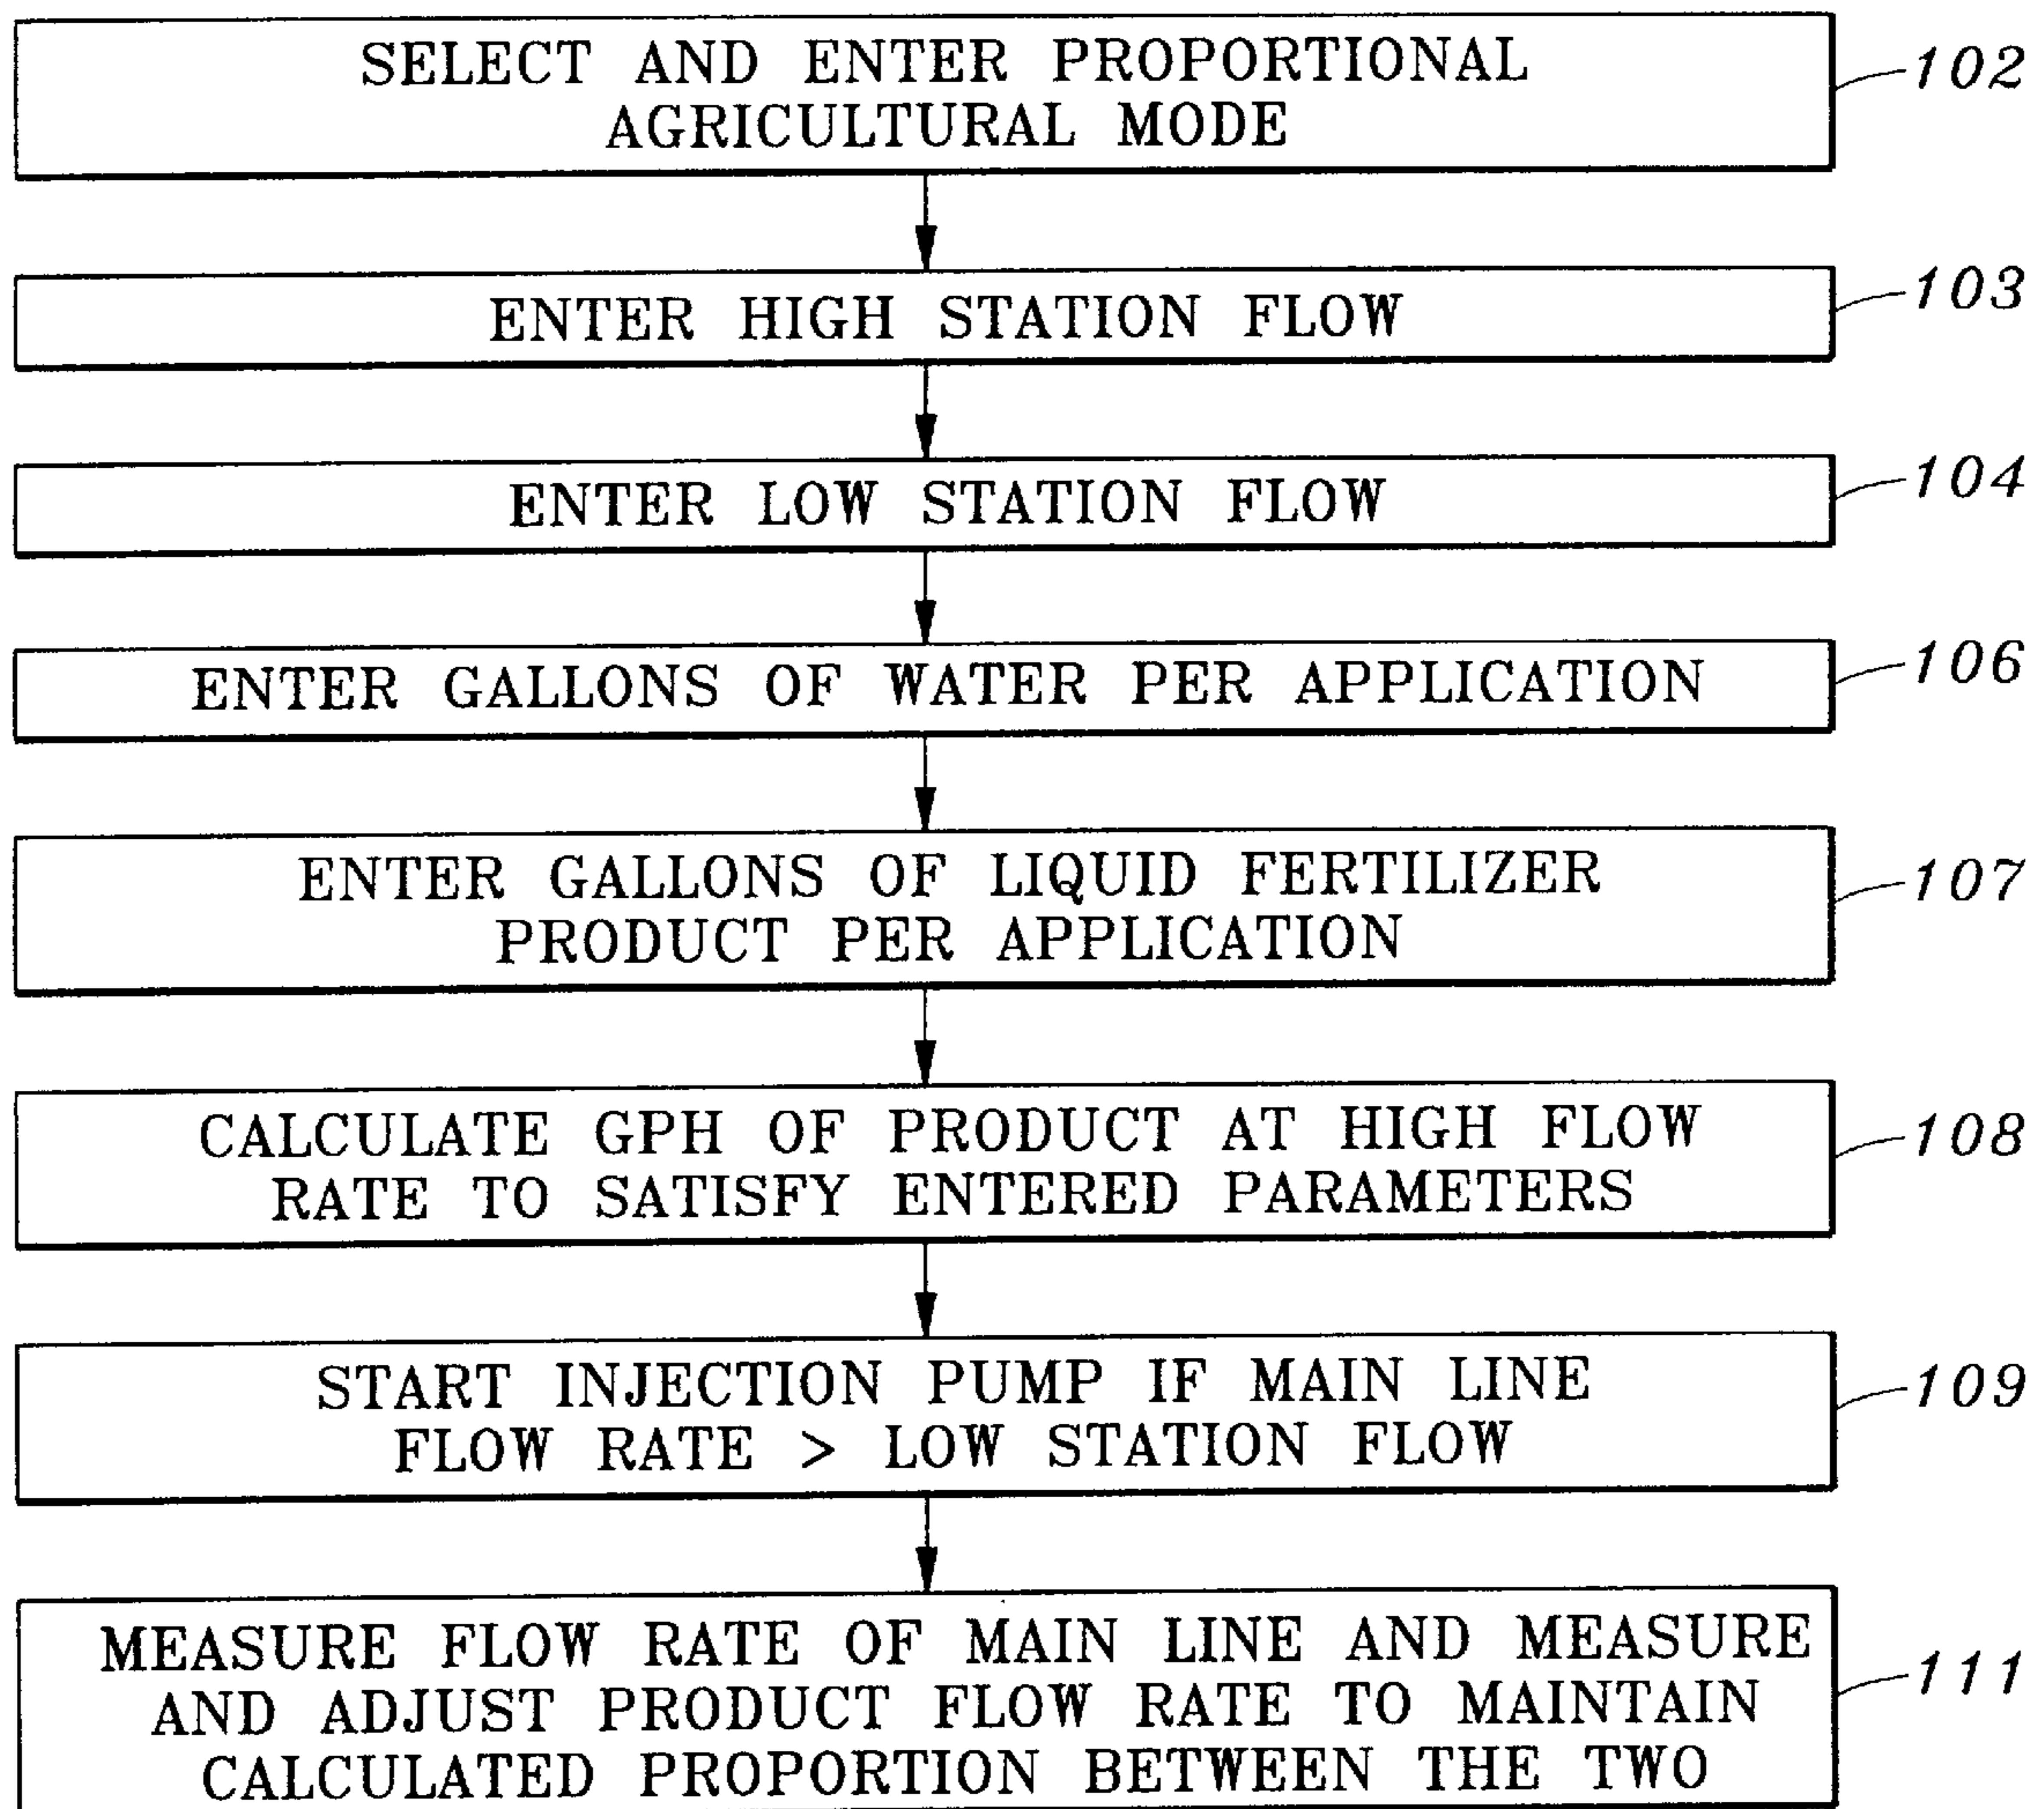 SELECT AND ENTER PROPORTIONAL
AGRICULTURAL MODE
102
ENTER HIGH STATION FLOW
103
ENTER LOW STATION FLOW
104
ENTER GALLONS OF WATER PER APPLICATION
106
ENTER GALLONS OF LIQUID FERTILIZER
PRODUCT PER APPLICATION
107
CALCULATE GPH OF PRODUCT AT HIGH FLOW
RATE TO SATISFY ENTERED PARAMETERS
108
START INJECTION PUMP IF MAIN LINE
FLOW RATE > LOW STATION FLOW
109
MEASURE FLOW RATE OF MAIN LINE AND MEASURE
AND ADJUST PRODUCT FLOW RATE TO MAINTAIN
CALCULATED PROPORTION BETWEEN THE TWO
111